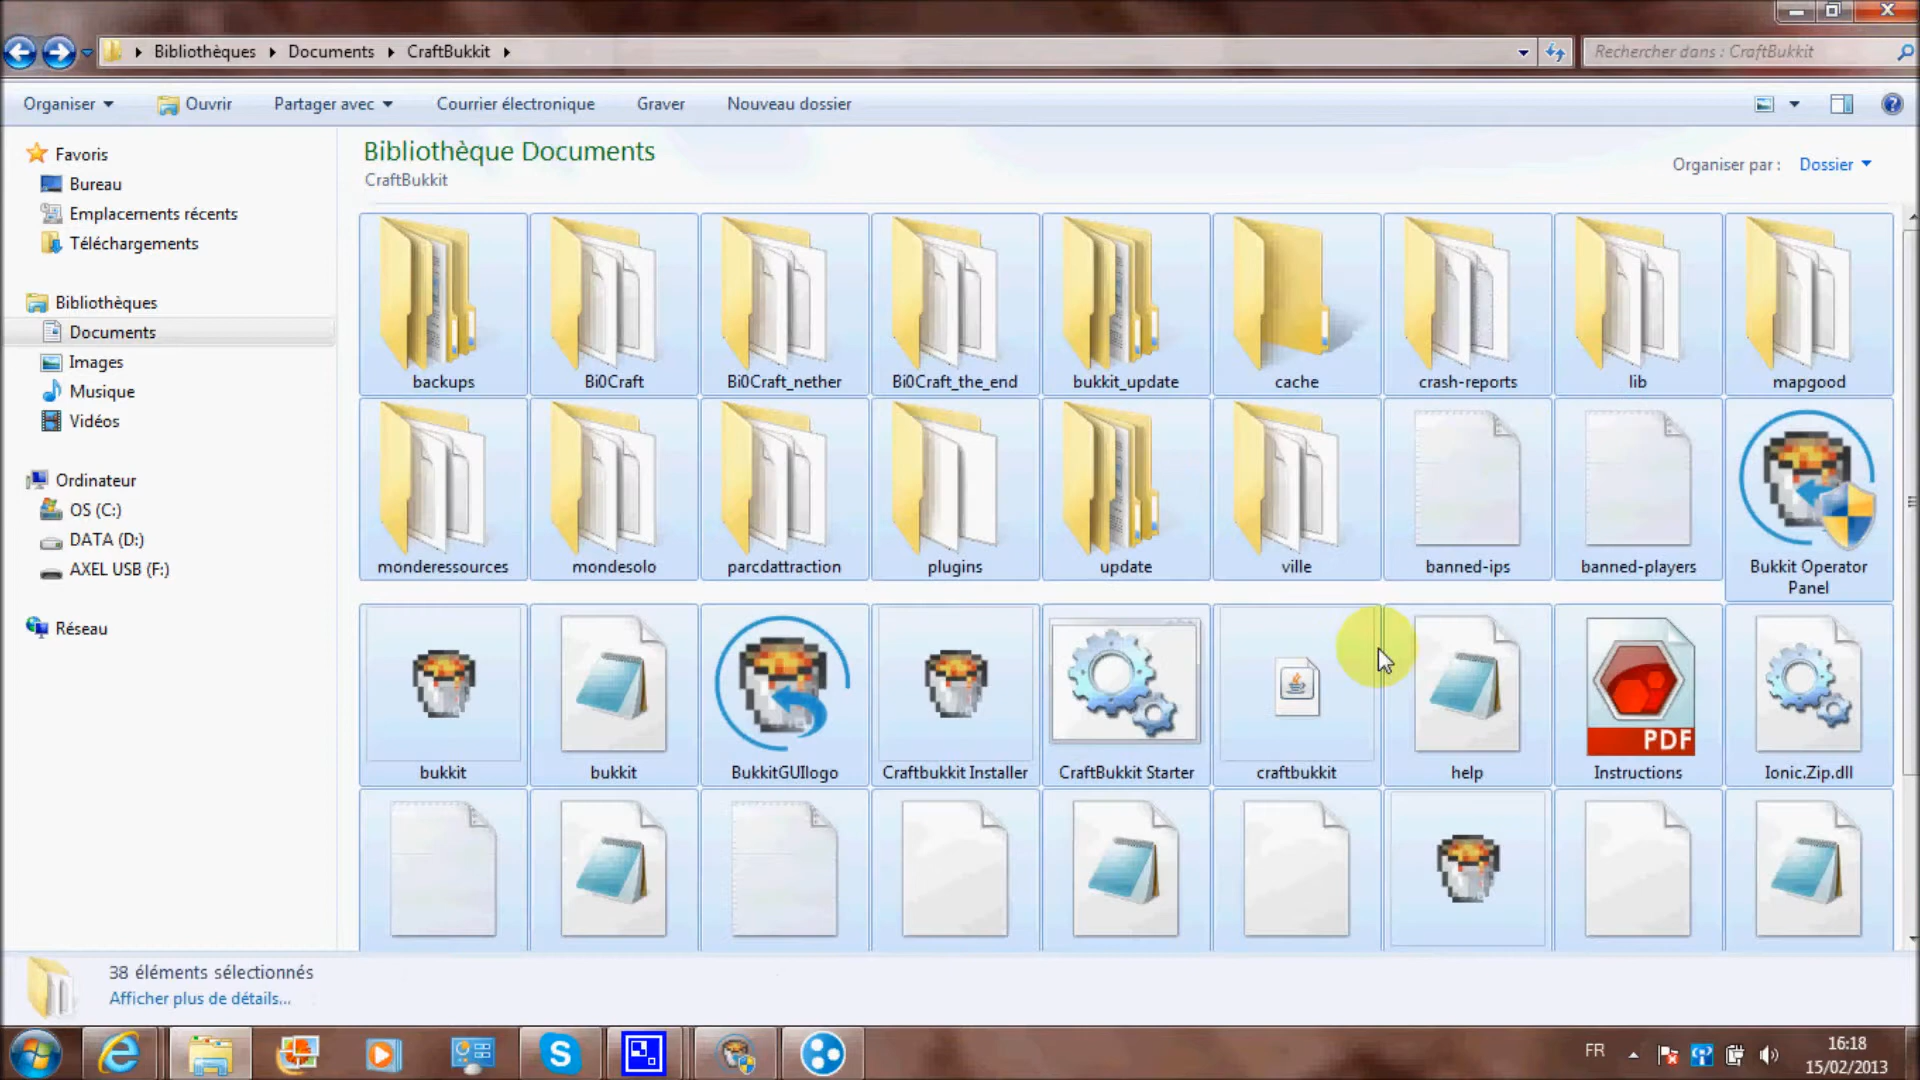 Bibliothèques Documents CraftBukkit
Rechercher dans : CraftBukkit
Organiser Ouvrir Partager avec Courrier électronique Graver Nouveau dossier
Favoris
Bureau
Emplacements récents
Téléchargements
Bibliothèques
Documents
Images
Musique
Vidéos
Ordinateur
OS (C:)
DATA (D:)
AXEL USB (F:)
Réseau
Bibliothèque Documents
CraftBukkit
Organiser par : Dossier
backups Bi0Craft Bi0Craft_nether Bi0Craft_the_end bukkit_update cache crash-reports lib mapgood
monderessources mondesolo parcdattraction plugins update ville banned-ips banned-players Bukkit Operator
Panel
PDF
bukkit bukkit BukkitGUIlogo Craftbukkit Installer CraftBukkit Starter craftbukkit help Instructions Ionic.Zip.dll
38 éléments sélectionnés
Afficher plus de détails...
FR
16:18
15/02/2013